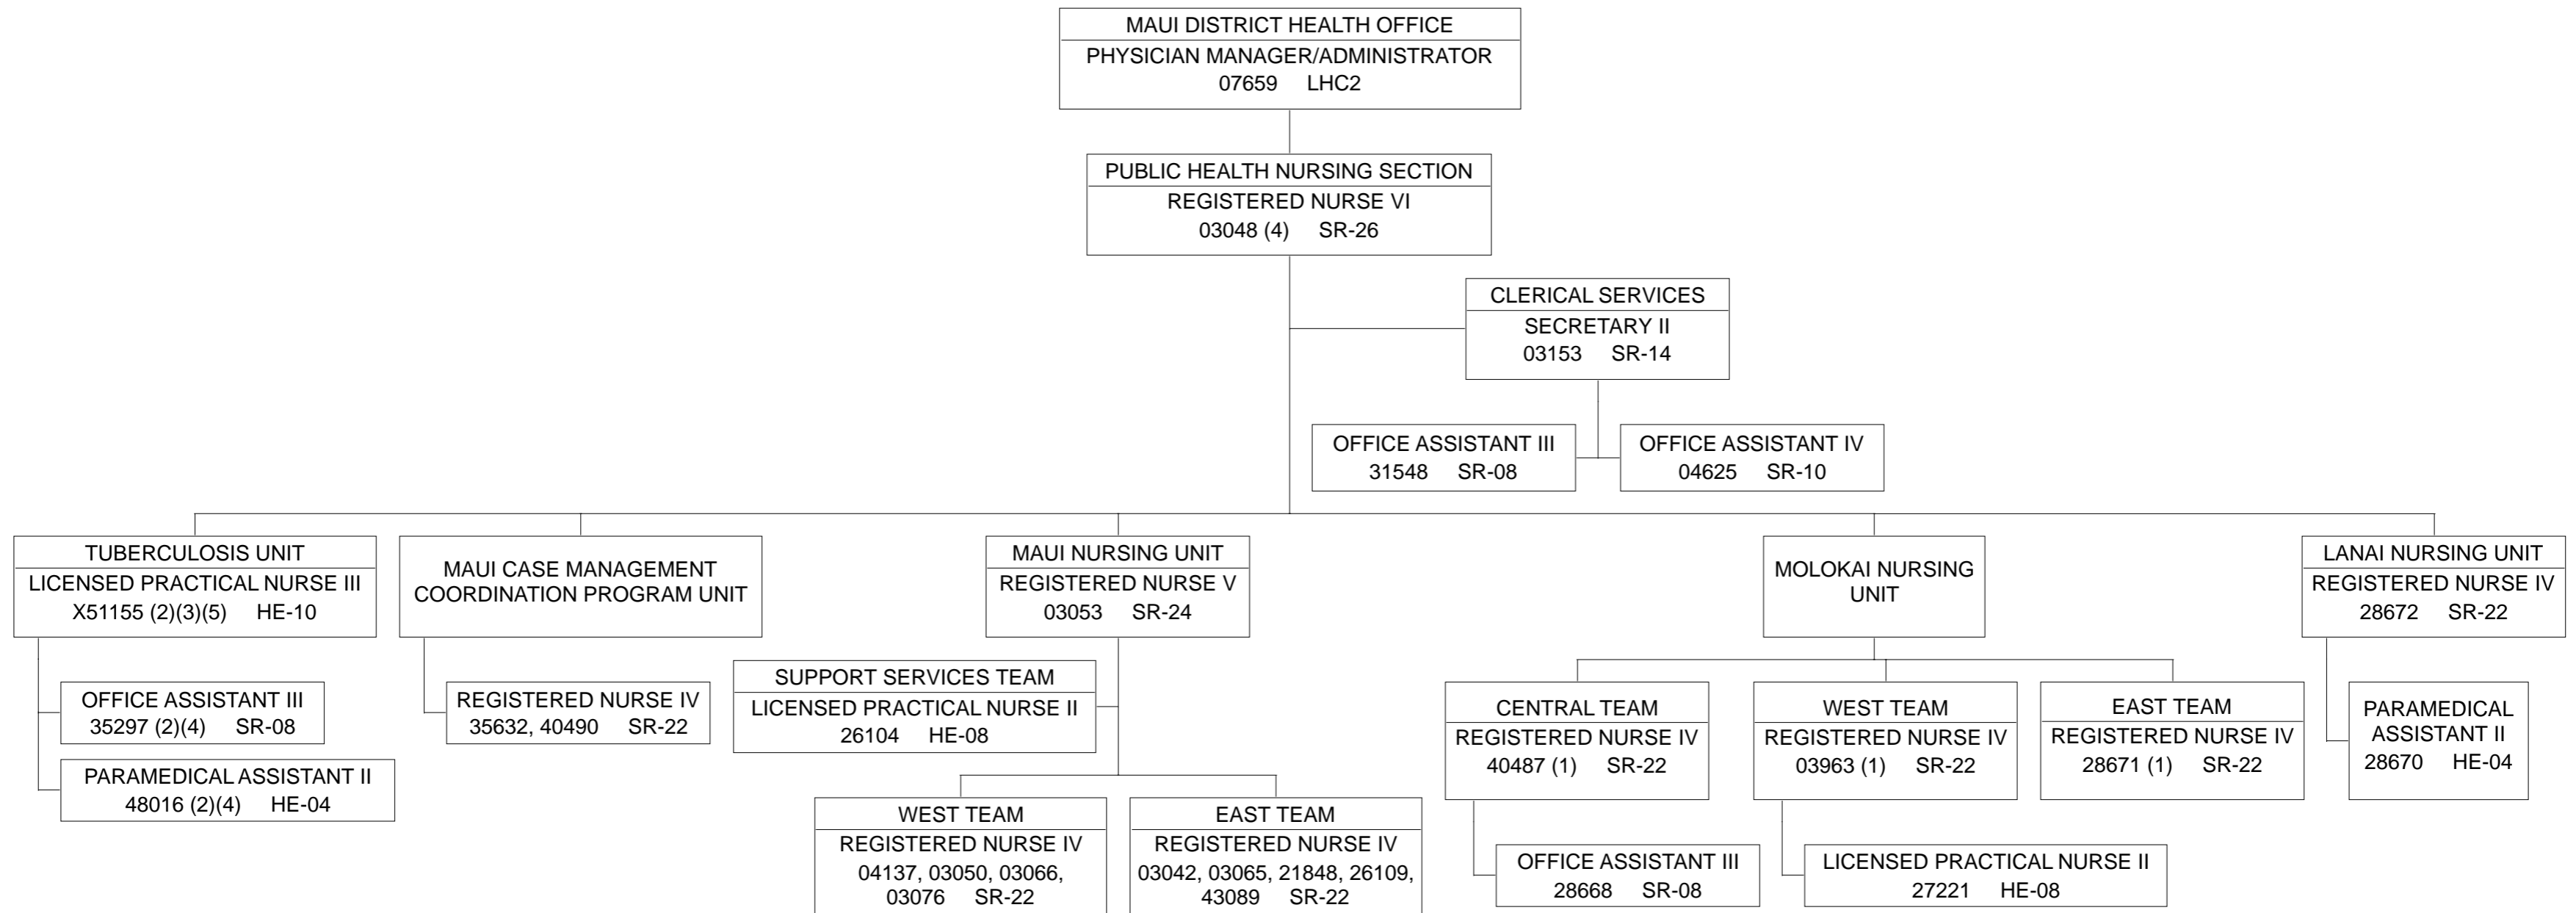 MAUI DISTRICT HEALTH OFFICE
PHYSICIAN MANAGER/ADMINISTRATOR
07659 LHC2
PUBLIC HEALTH NURSING SECTION
REGISTERED NURSE VI
03048 (4) SR-26
CLERICAL SERVICES
SECRETARY II
03153 SR-14
OFFICE ASSISTANT III
31548 SR-08
OFFICE ASSISTANT IV
04625 SR-10
TUBERCULOSIS UNIT
LICENSED PRACTICAL NURSE III
X51155 (2)(3)(5) HE-10
OFFICE ASSISTANT III
35297 (2)(4) SR-08
PARAMEDICAL ASSISTANT II
48016 (2)(4) HE-04
MAUI CASE MANAGEMENT
COORDINATION PROGRAM UNIT
REGISTERED NURSE IV
35632, 40490 SR-22
MAUI NURSING UNIT
REGISTERED NURSE V
03053 SR-24
SUPPORT SERVICES TEAM
LICENSED PRACTICAL NURSE II
26104 HE-08
WEST TEAM
REGISTERED NURSE IV
04137, 03050, 03066,
03076 SR-22
EAST TEAM
REGISTERED NURSE IV
03042, 03065, 21848, 26109,
43089 SR-22
MOLOKAI NURSING
UNIT
CENTRAL TEAM
REGISTERED NURSE IV
40487 (1) SR-22
OFFICE ASSISTANT III
28668 SR-08
WEST TEAM
REGISTERED NURSE IV
03963 (1) SR-22
LICENSED PRACTICAL NURSE II
27221 HE-08
EAST TEAM
REGISTERED NURSE IV
28671 (1) SR-22
LANAI NURSING UNIT
REGISTERED NURSE IV
28672 SR-22
PARAMEDICAL
ASSISTANT II
28670 HE-04